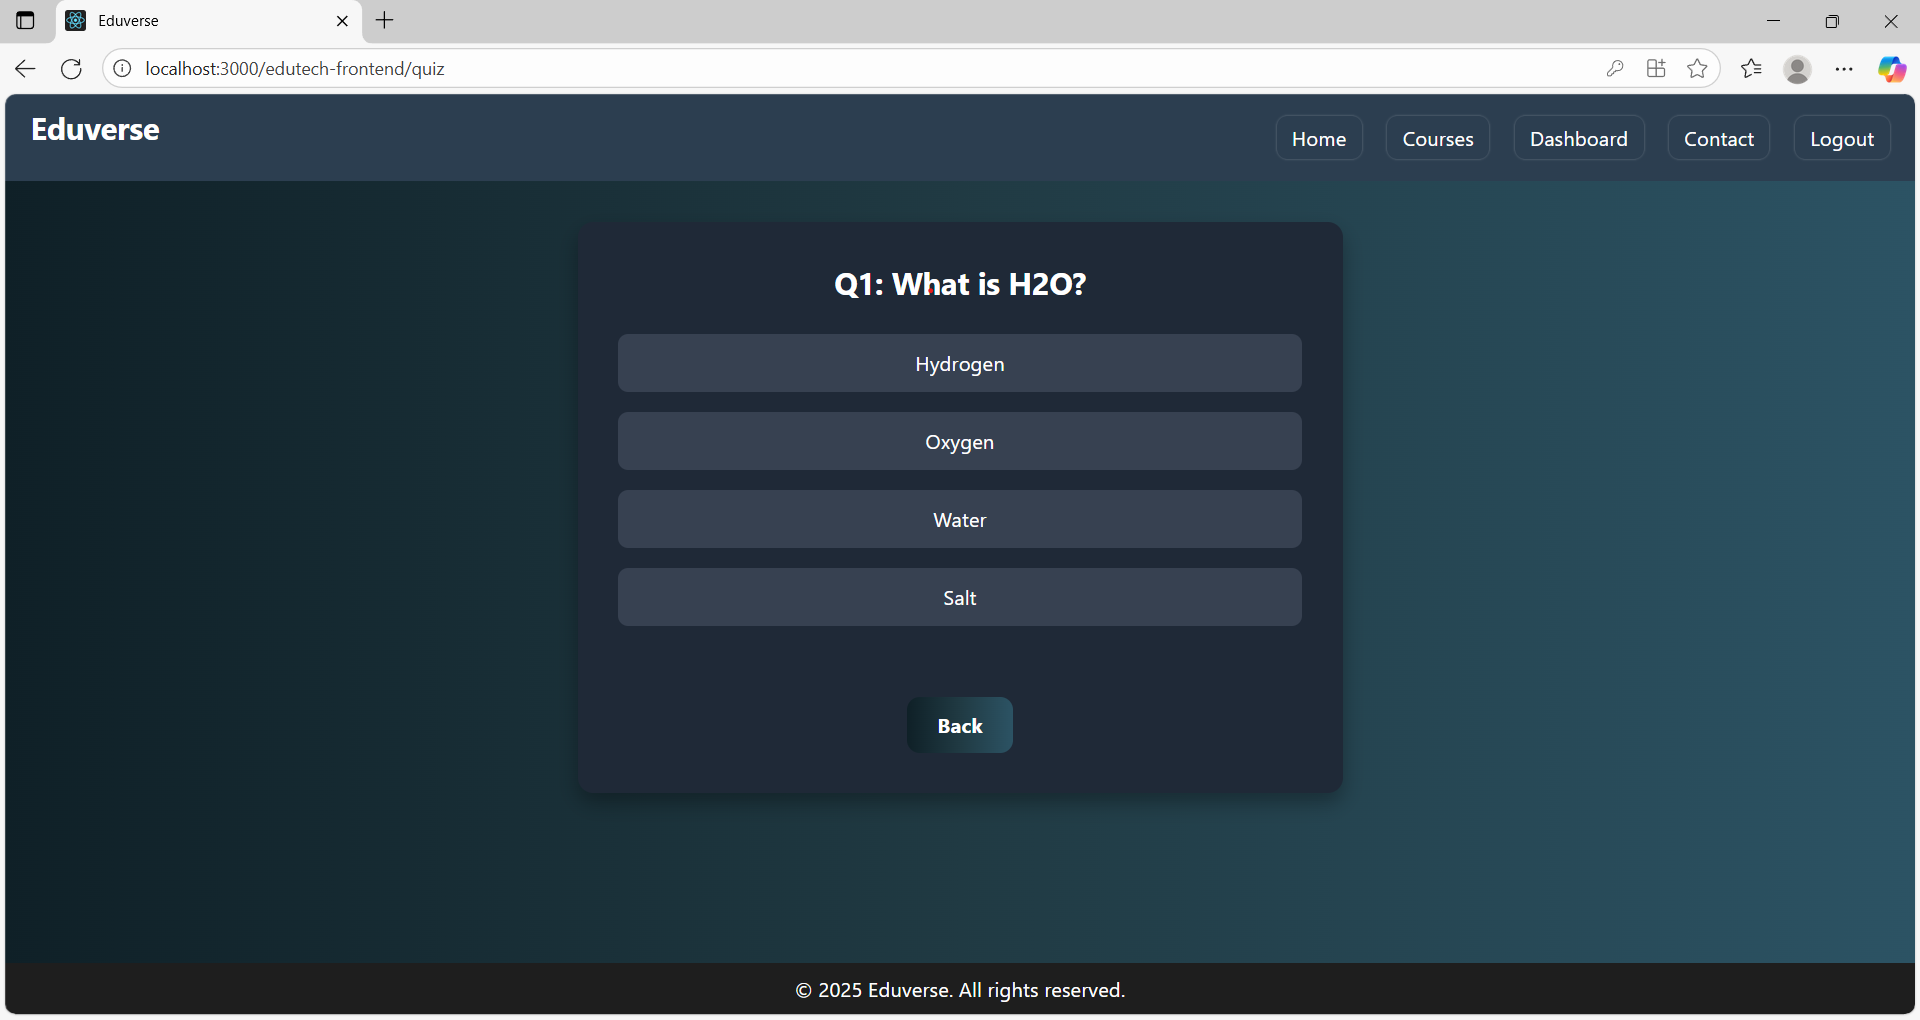 Eduverse
localhost:3000/edutech-frontend/quiz
Eduverse
Home
Courses
Dashboard
Contact
Logout
Q1: What is H2O?
Hydrogen
Oxygen
Water
Salt
Back
© 2025 Eduverse. All rights reserved.